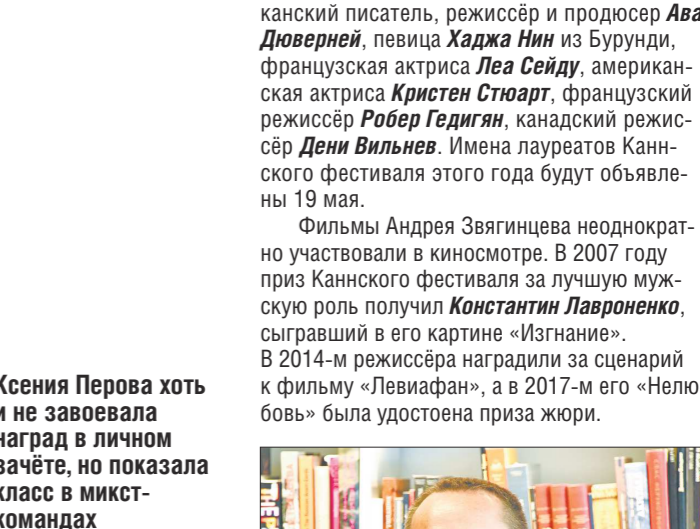 канский писатель, режиссёр и продюсер Ава
Дюверней, певица Хаджа Нин из Бурунди,
французская актриса Леа Сейду, американ-
ская актриса Кристен Стюарт, французский
режиссёр Робер Гедигян, канадский режис-
сёр Дени Вильнев. Имена лауреатов Канн-
ского фестиваля этого года будут объявле-
ны 19 мая.
Фильмы Андрея Звягинцева неоднократ-
но участвовали в киносмотре. В 2007 году
приз Каннского фестиваля за лучшую муж-
скую роль получил Константин Лавроненко,
сыгравший в его картине «Изгнание».
В 2014-м режиссёра наградили за сценарий
к фильму «Левиафан», а в 2017-м его «Нелю
бовь» была удостоена приза жюри.
Ксения Перова хоть
и не завоевала
наград в личном
зачёте, но показала
класс в микст-
командах